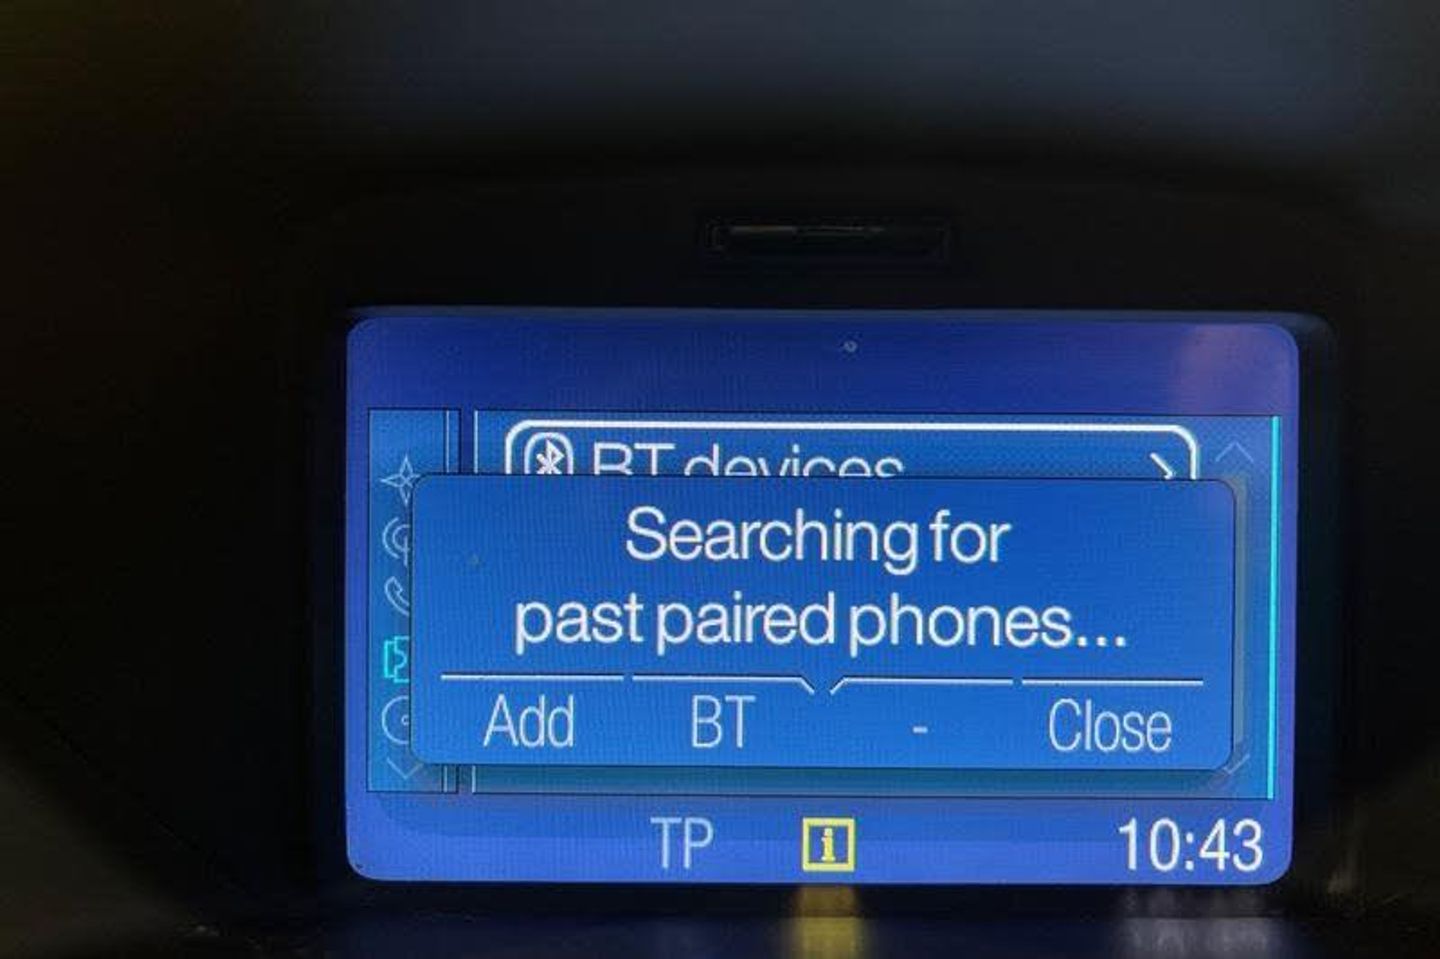 BT devices
Searching for
past paired phones...
Add BT - Close
TP i 10:43